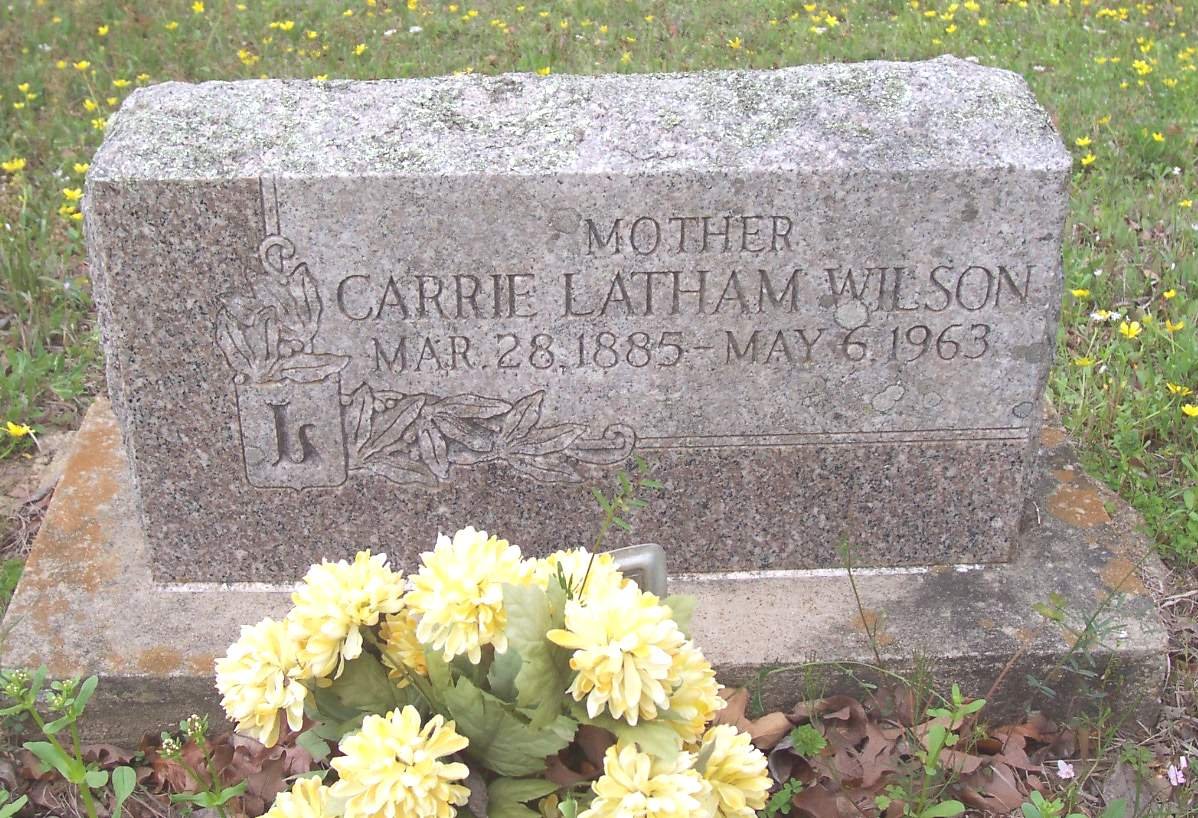 MOTHER
CARRIE LATHAM WILSON
MAR. 28, 1885 - MAY 6 1963
L